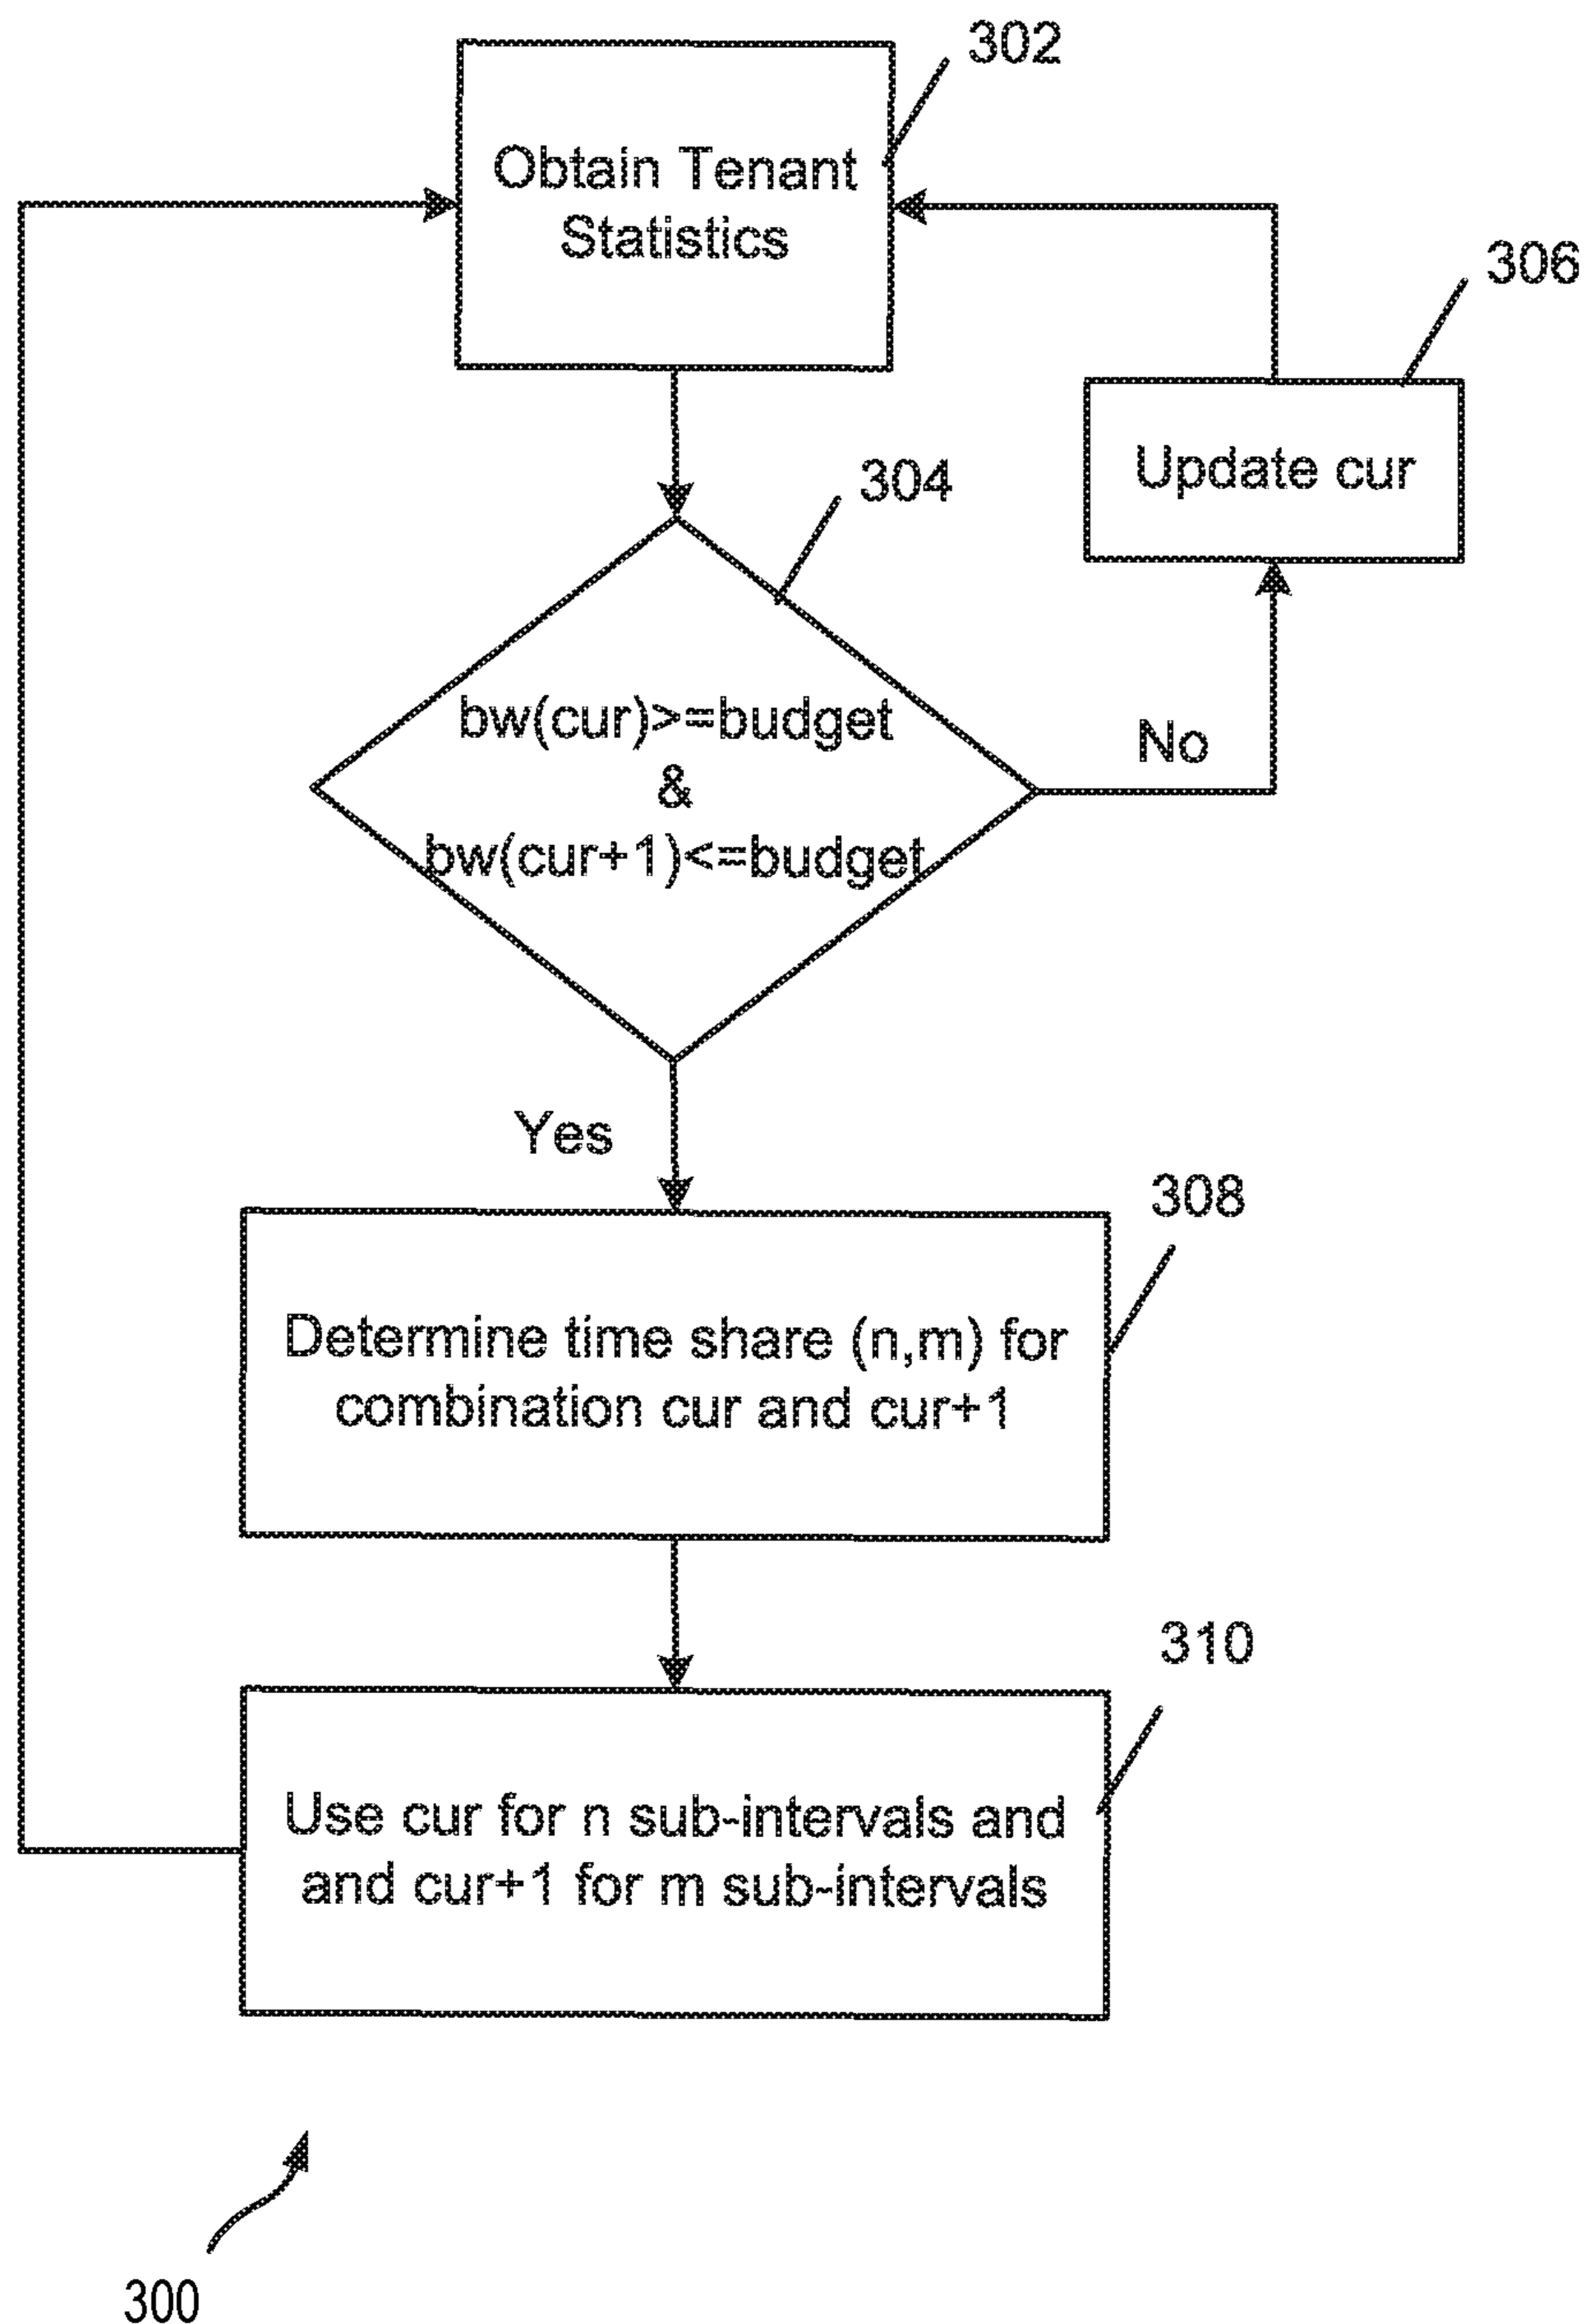 302
Obtain Tenant
Statistics
306
Update cur
304
bw(cur)>=budget
&
bw(cur+1)<=budget
No
Yes
308
Determine time share (n,m) for
combination cur and cur+1
310
Use cur for n sub-intervals and
and cur+1 for m sub-intervals
300